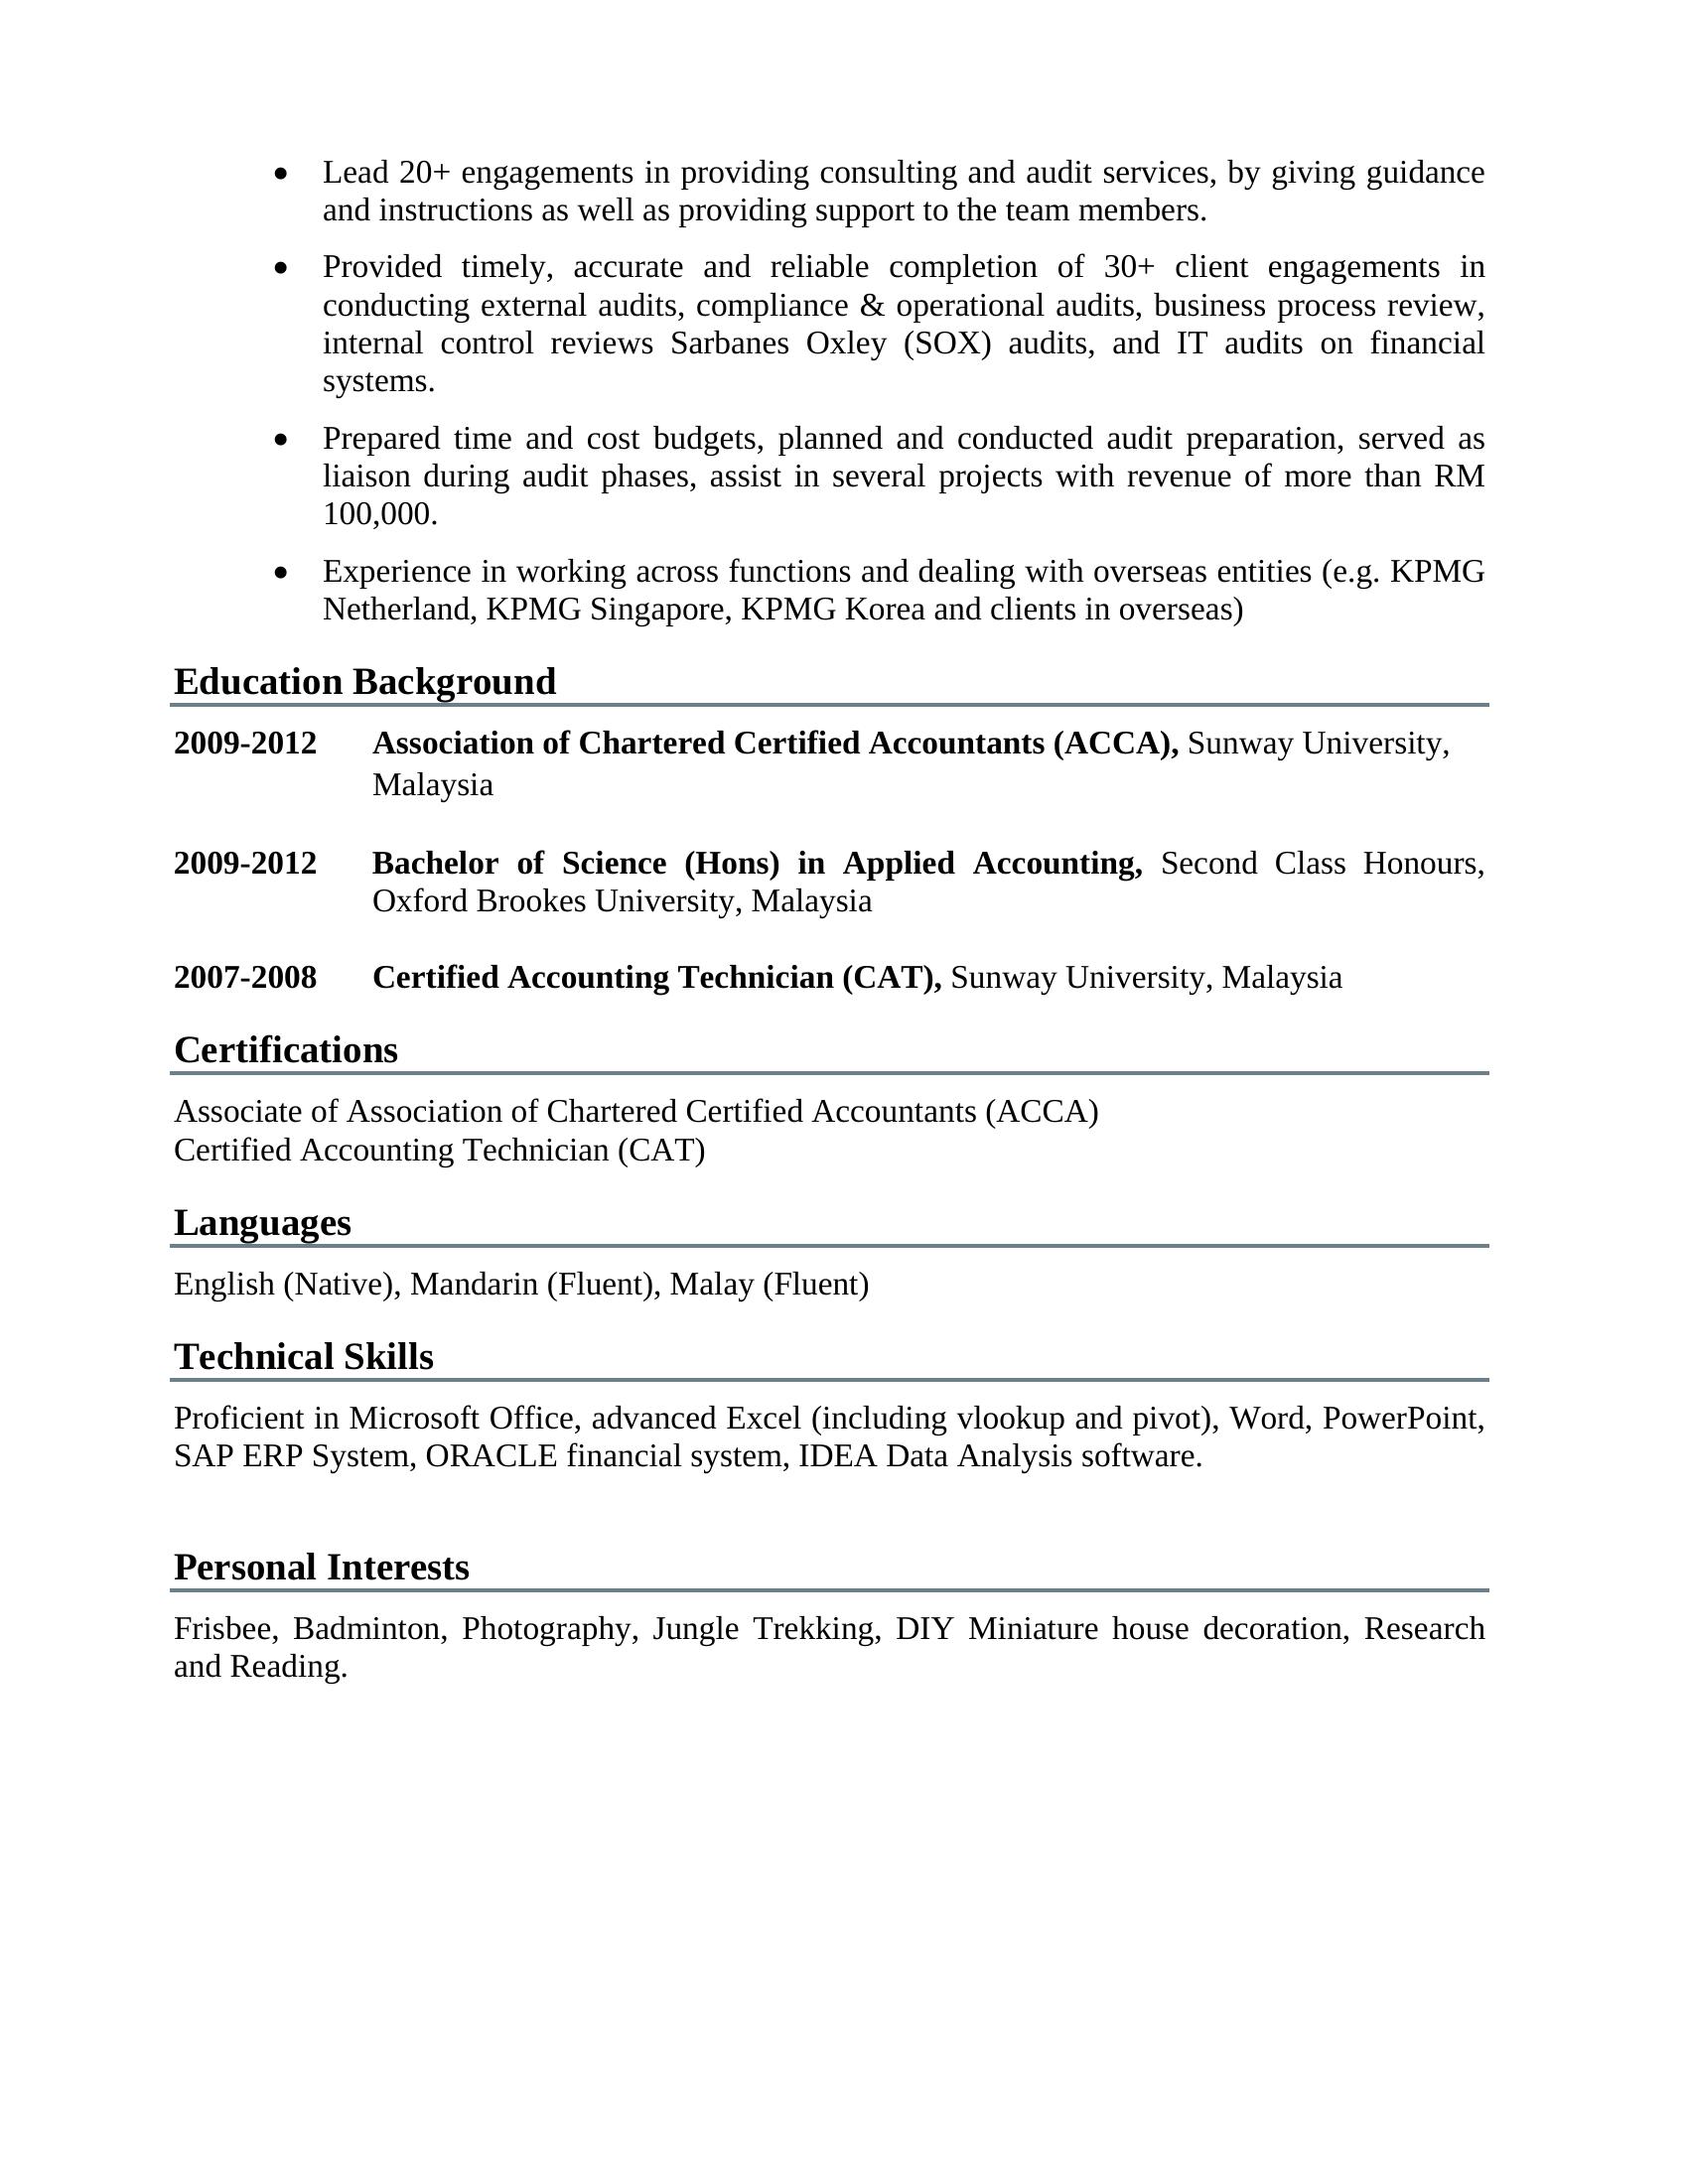 • Lead 20+ engagements in providing consulting and audit services, by giving guidance
and instructions as well as providing support to the team members.
• Provided timely, accurate and reliable completion of 30+ client engagements in
conducting external audits, compliance & operational audits, business process review,
internal control reviews Sarbanes Oxley (SOX) audits, and IT audits on financial
systems.
• Prepared time and cost budgets, planned and conducted audit preparation, served as
liaison during audit phases, assist in several projects with revenue of more than RM
100,000.
• Experience in working across functions and dealing with overseas entities (e.g. KPMG
Netherland, KPMG Singapore, KPMG Korea and clients in overseas)
Education Background
2009-2012 Association of Chartered Certified Accountants (ACCA), Sunway University,
Malaysia
2009-2012 Bachelor of Science (Hons) in Applied Accounting, Second Class Honours,
Oxford Brookes University, Malaysia
2007-2008 Certified Accounting Technician (CAT), Sunway University, Malaysia
Certifications
Associate of Association of Chartered Certified Accountants (ACCA)
Certified Accounting Technician (CAT)
Languages
English (Native), Mandarin (Fluent), Malay (Fluent)
Technical Skills
Proficient in Microsoft Office, advanced Excel (including vlookup and pivot), Word, PowerPoint,
SAP ERP System, ORACLE financial system, IDEA Data Analysis software.
Personal Interests
Frisbee, Badminton, Photography, Jungle Trekking, DIY Miniature house decoration, Research
and Reading.